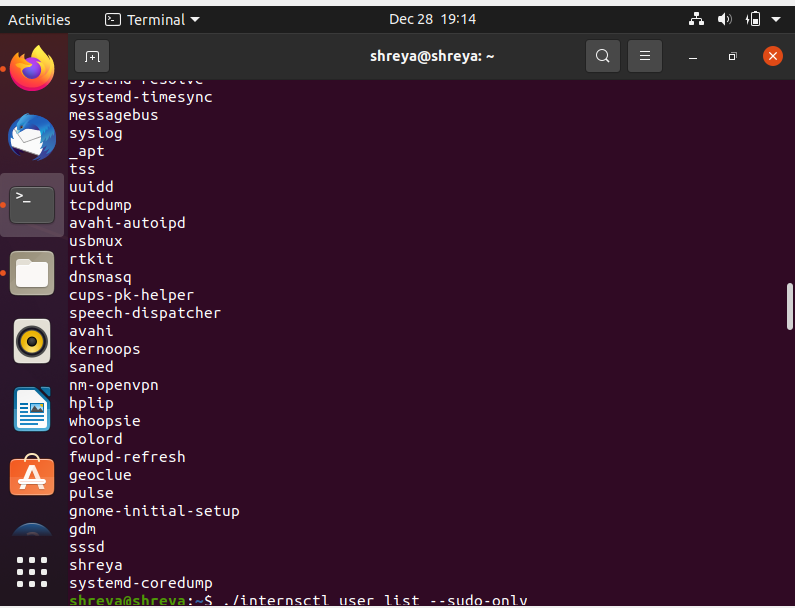 Activities
Terminal
Dec 28 19:14
shreya@shreya: ~
systemd-resolve
systemd-timesync
messagebus
syslog
_apt
tss
uuidd
tcpdump
avahi-autoipd
usbmux
rtkit
dnsmasq
cups-pk-helper
speech-dispatcher
avahi
kernoops
saned
nm-openvpn
hplip
whoopsie
colord
fwupd-refresh
geoclue
pulse
gnome-initial-setup
gdm
sssd
shreya
systemd-coredump
shreya@shreya:~$ ./internsctl user list --sudo-only